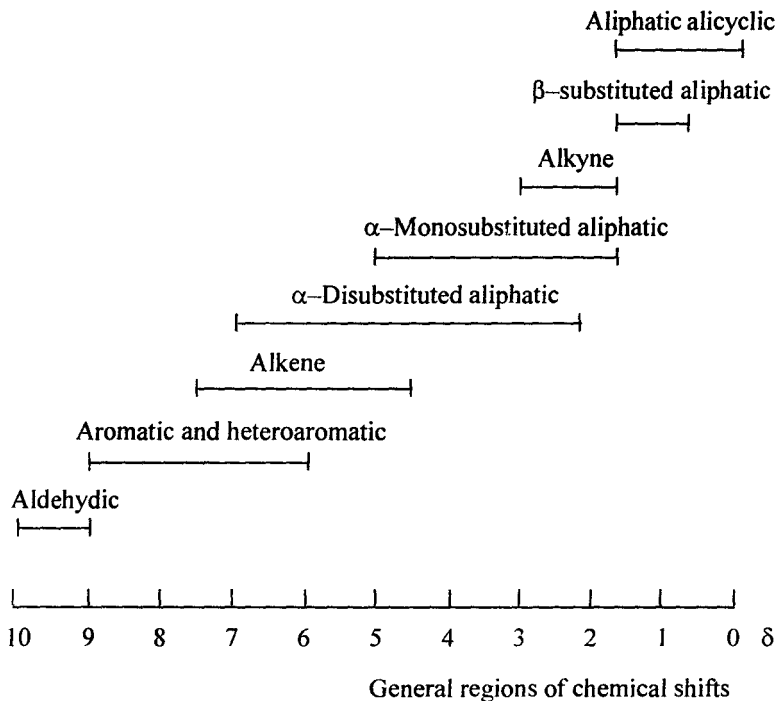 Aliphatic alicyclic
β–substituted aliphatic
Alkyne
α–Monosubstituted aliphatic
α–Disubstituted aliphatic
Alkene
Aromatic and heteroaromatic
Aldehydic
10 9 8 7 6 5 4 3 2 1 0 δ
General regions of chemical shifts